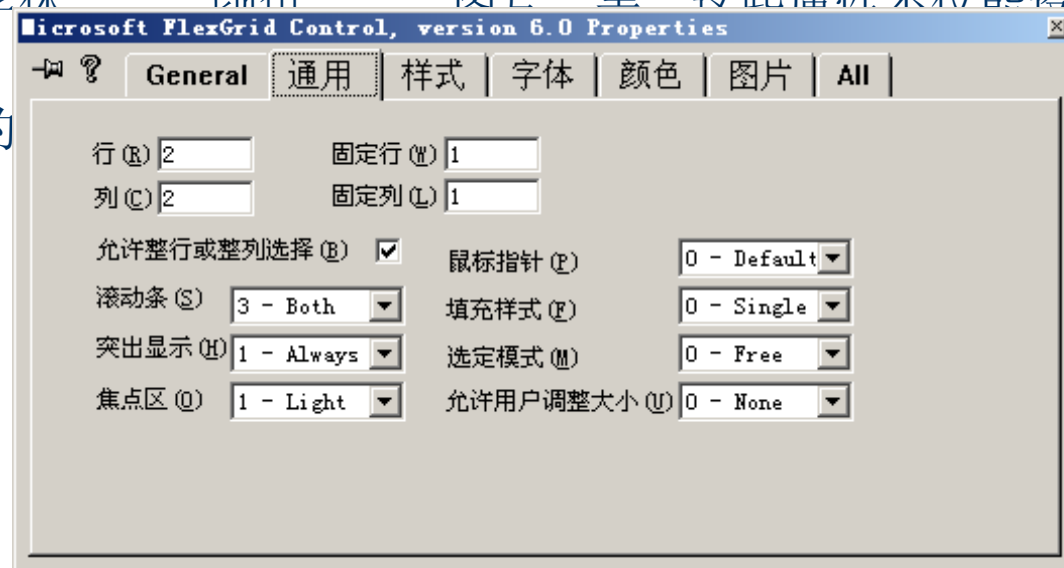 Microsoft FlexGrid Control, version 6.0 Properties
General 通用 样式 字体 颜色 图片 All
的
行(R) 2 固定行(W) 1
列(C) 2 固定列(L) 1
允许整行或整列选择(B)
鼠标指针(P) 0 - Default
滚动条(S) 3 - Both
填充样式(F) 0 - Single
突出显示(H) 1 - Always
选定模式(M) 0 - Free
焦点区(O) 1 - Light
允许用户调整大小(U) 0 - None